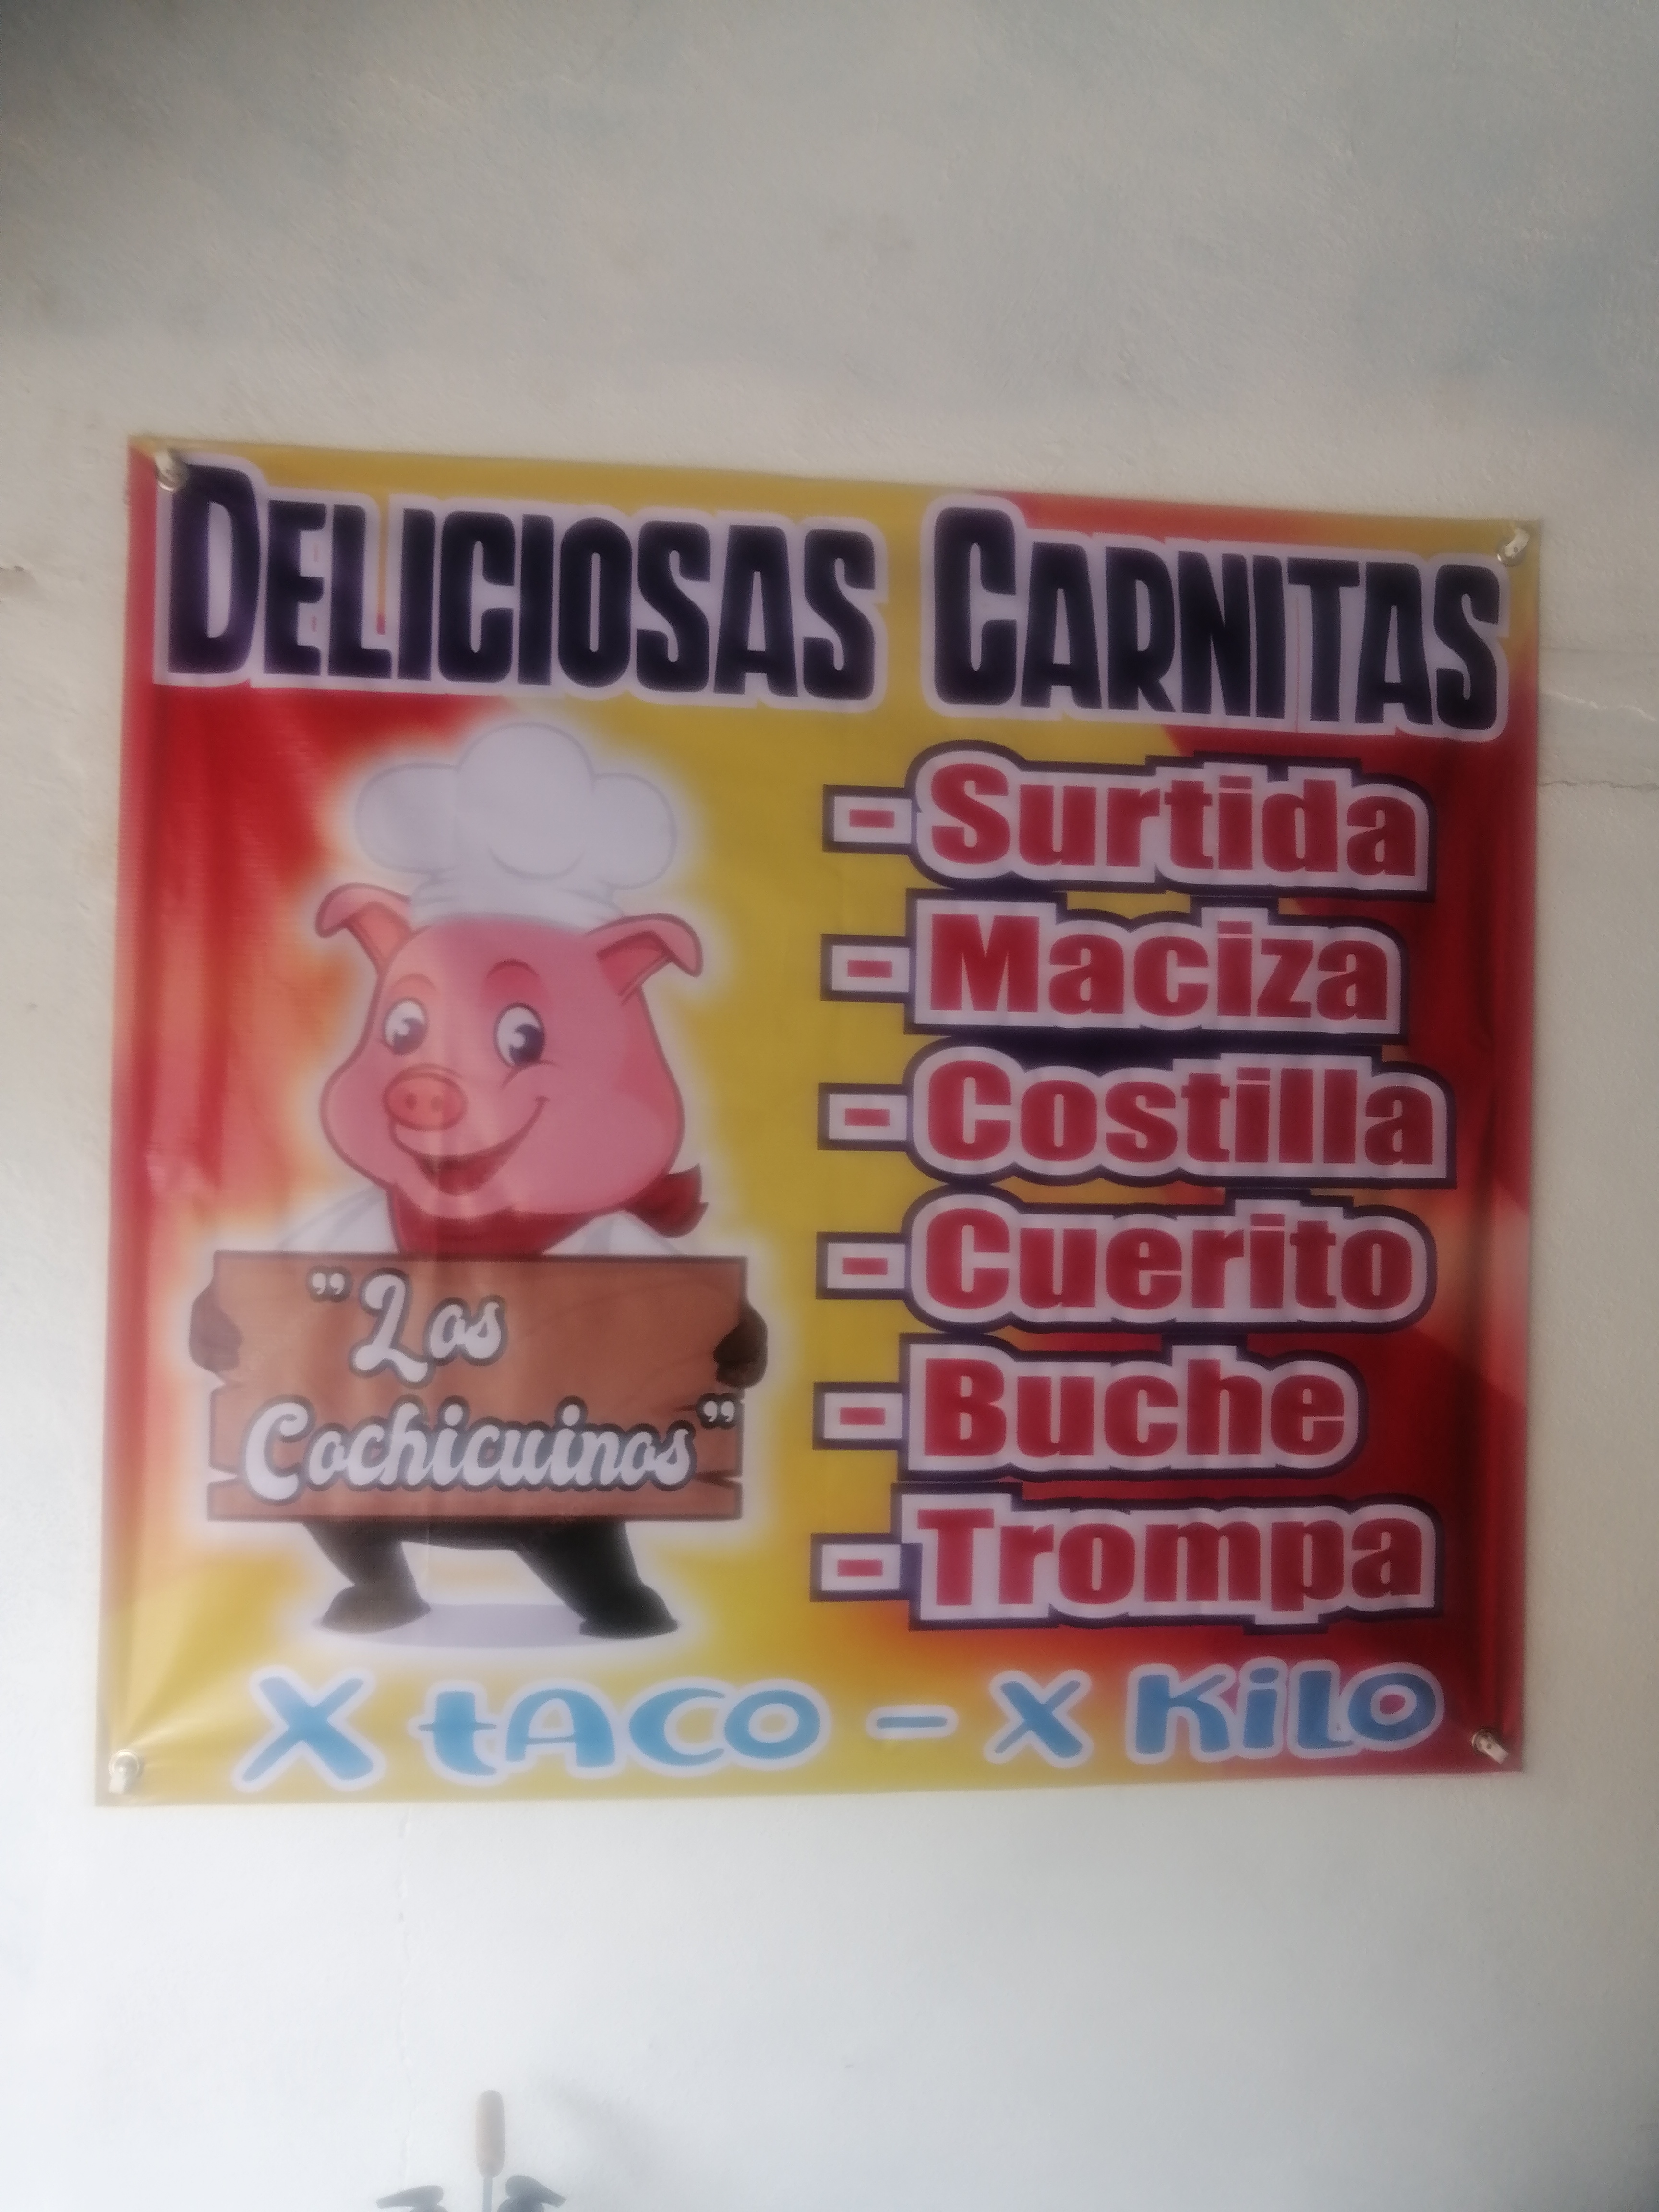 DELICIOSAS CARNITAS
- Surtida
- Maciza
- Costilla
- Cuerito
- Buche
- Trompa
"Los
Cochicuinos"
X tACO - X KiLO